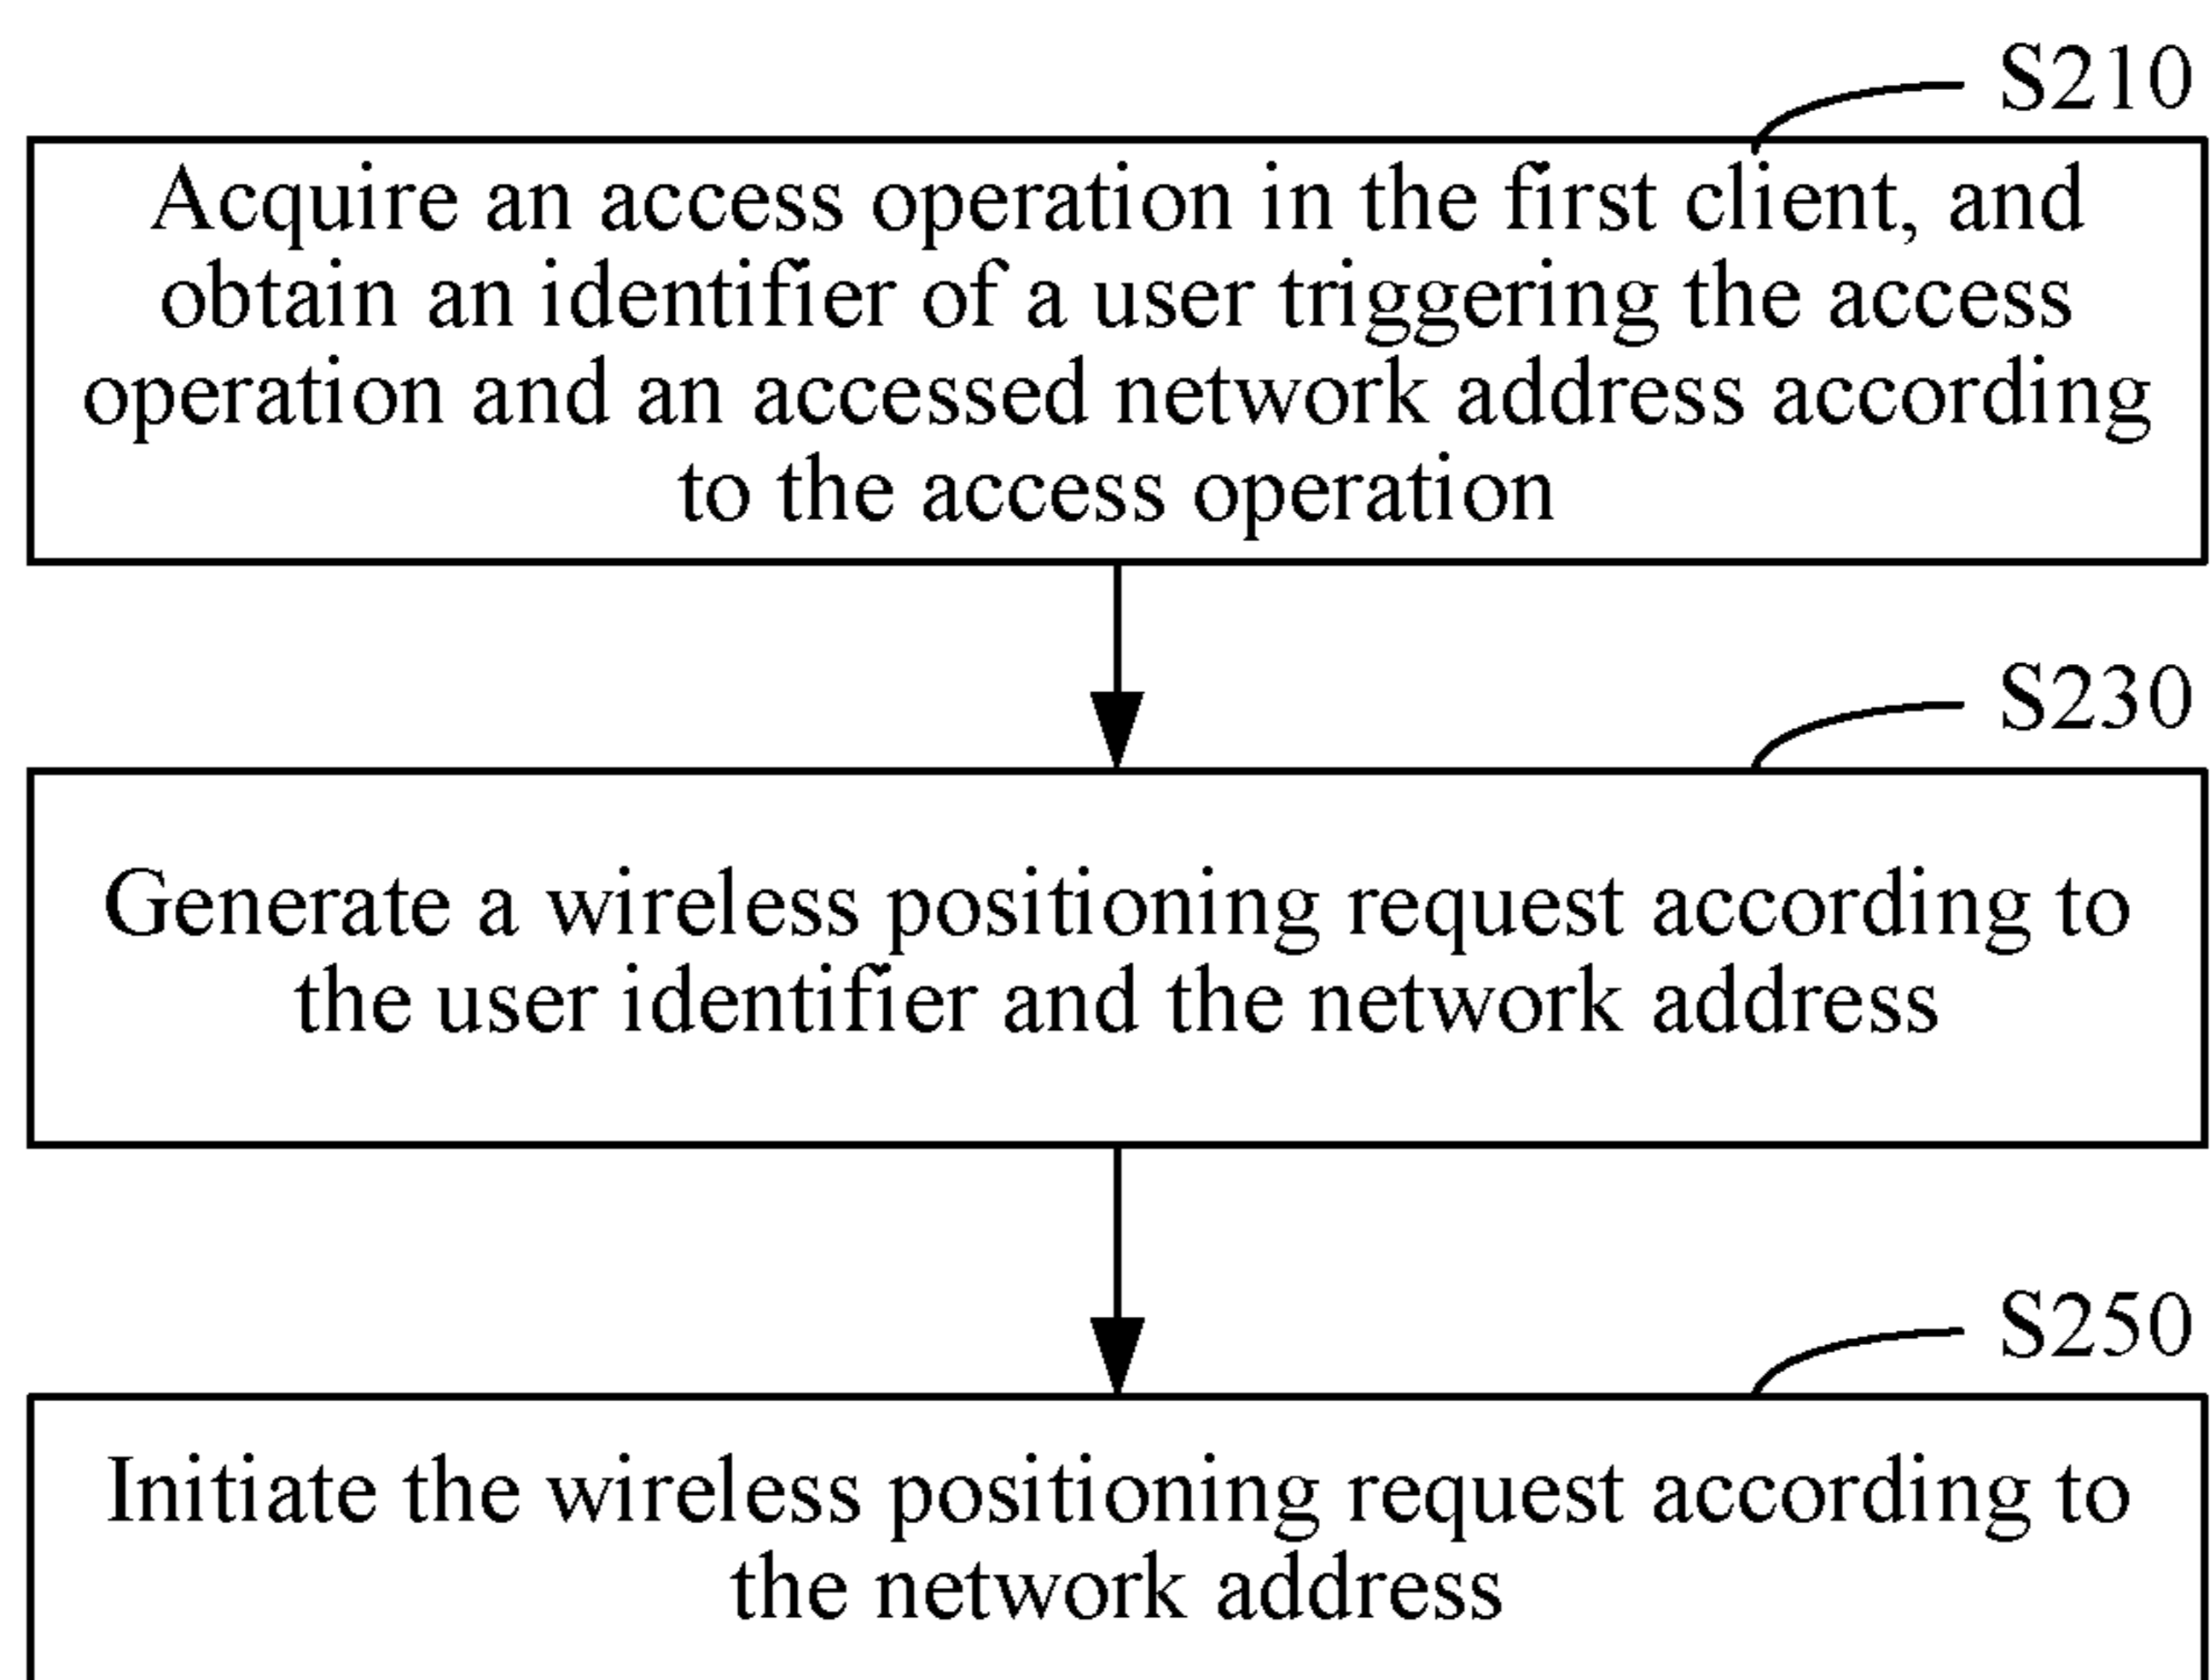 S210
Acquire an access operation in the first client, and
obtain an identifier of a user triggering the access
operation and an accessed network address according
to the access operation
S230
Generate a wireless positioning request according to
the user identifier and the network address
S250
Initiate the wireless positioning request according to
the network address